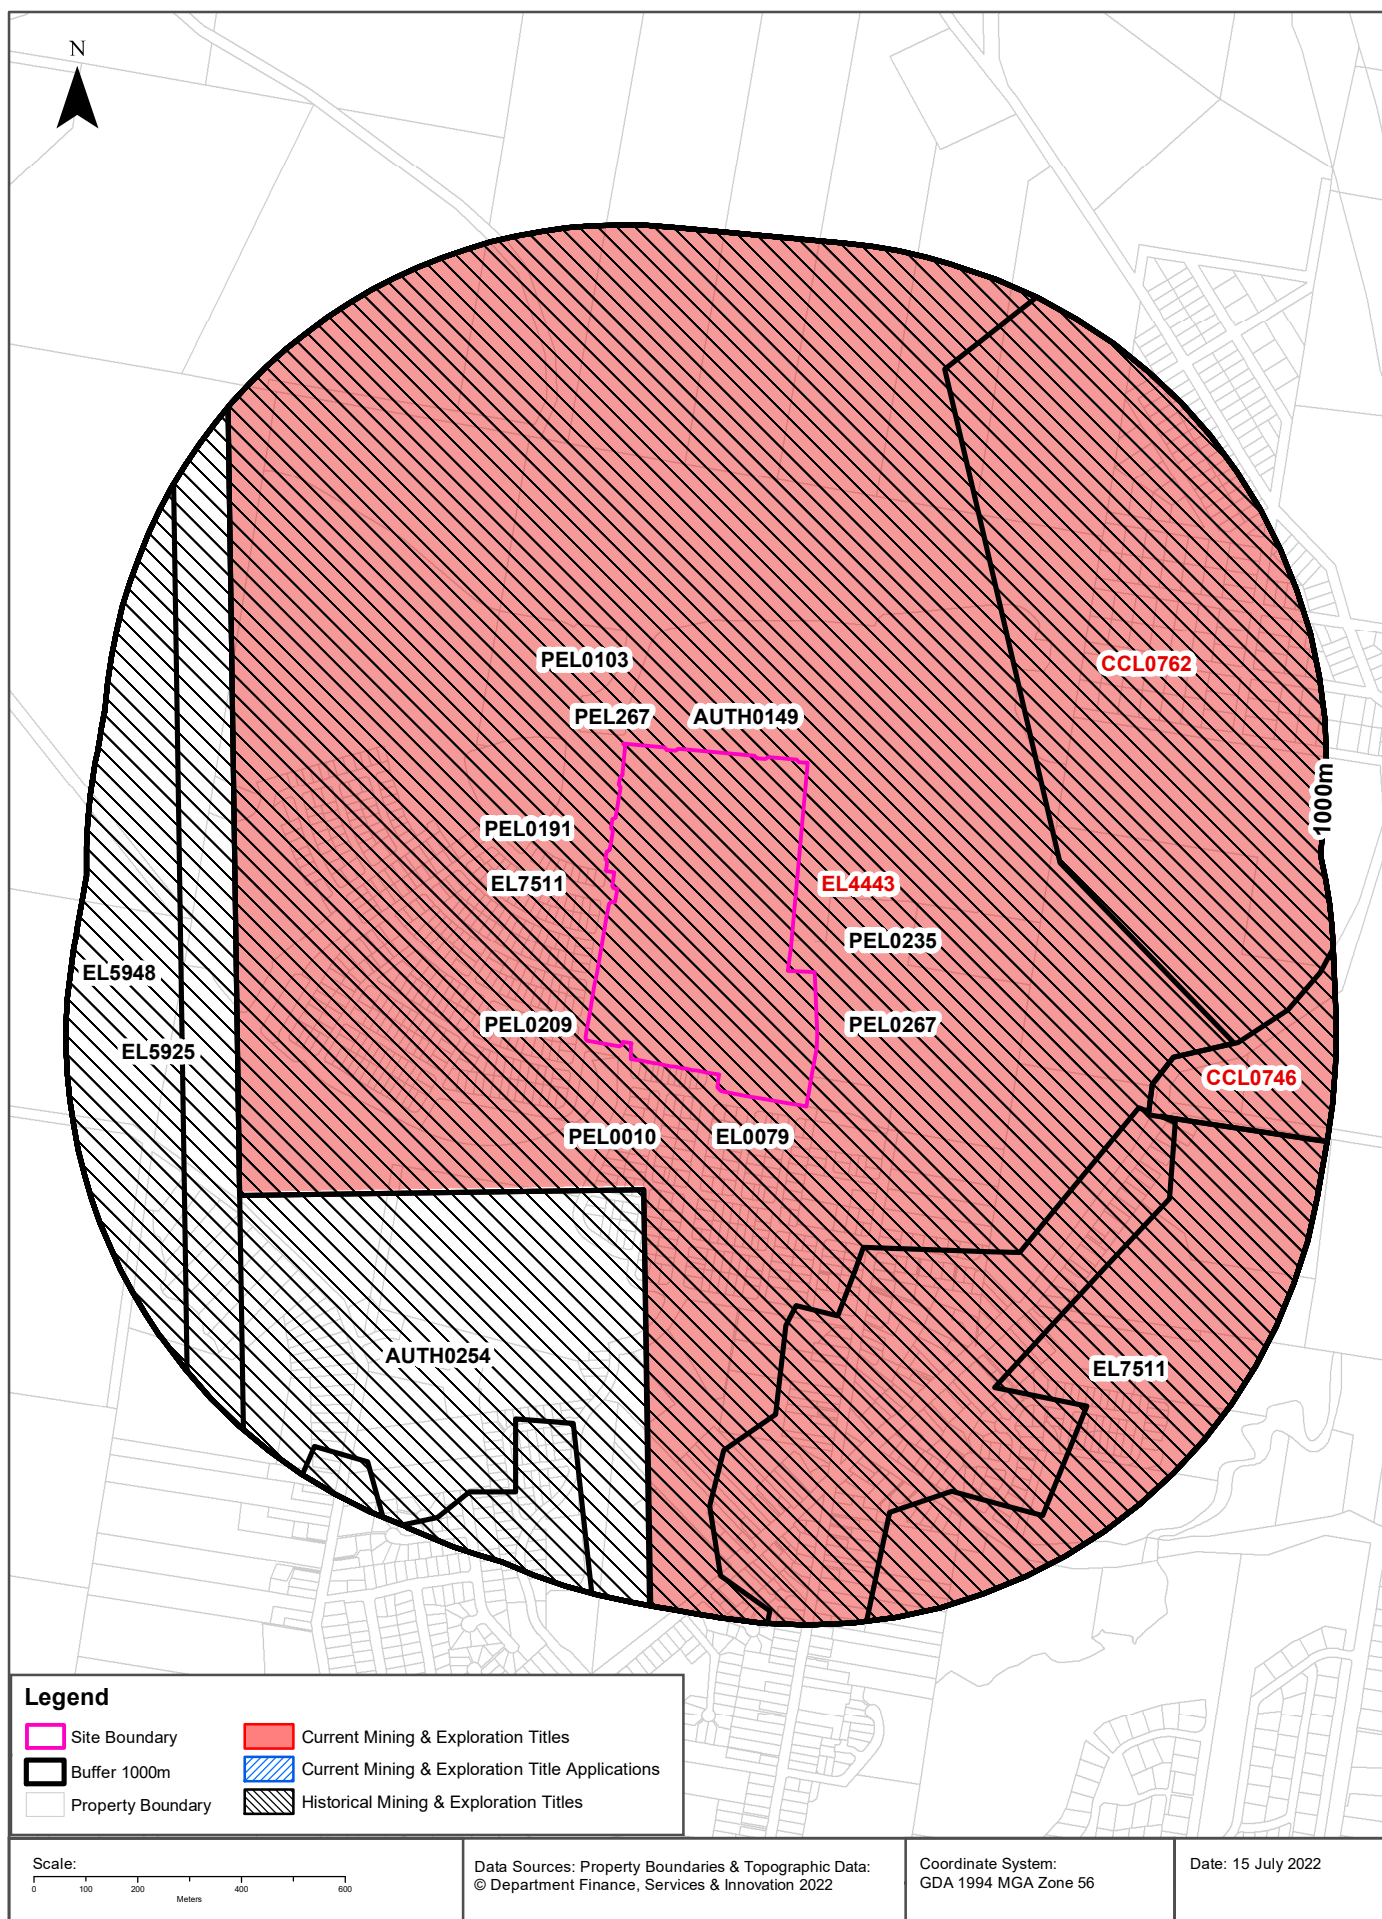 N
PEL0103
CCL0762
PEL267
AUTH0149
1000m
PEL0191
EL7511
EL4443
PEL0235
EL5948
PEL0209
PEL0267
EL5925
CCL0746
PEL0010
EL0079
AUTH0254
EL7511
Legend
Site Boundary
Buffer 1000m
Property Boundary
Current Mining & Exploration Titles
Current Mining & Exploration Title Applications
Historical Mining & Exploration Titles
Scale:
0 100 200 400 600
Meters
Data Sources: Property Boundaries & Topographic Data:
© Department Finance, Services & Innovation 2022
Coordinate System:
GDA 1994 MGA Zone 56
Date: 15 July 2022